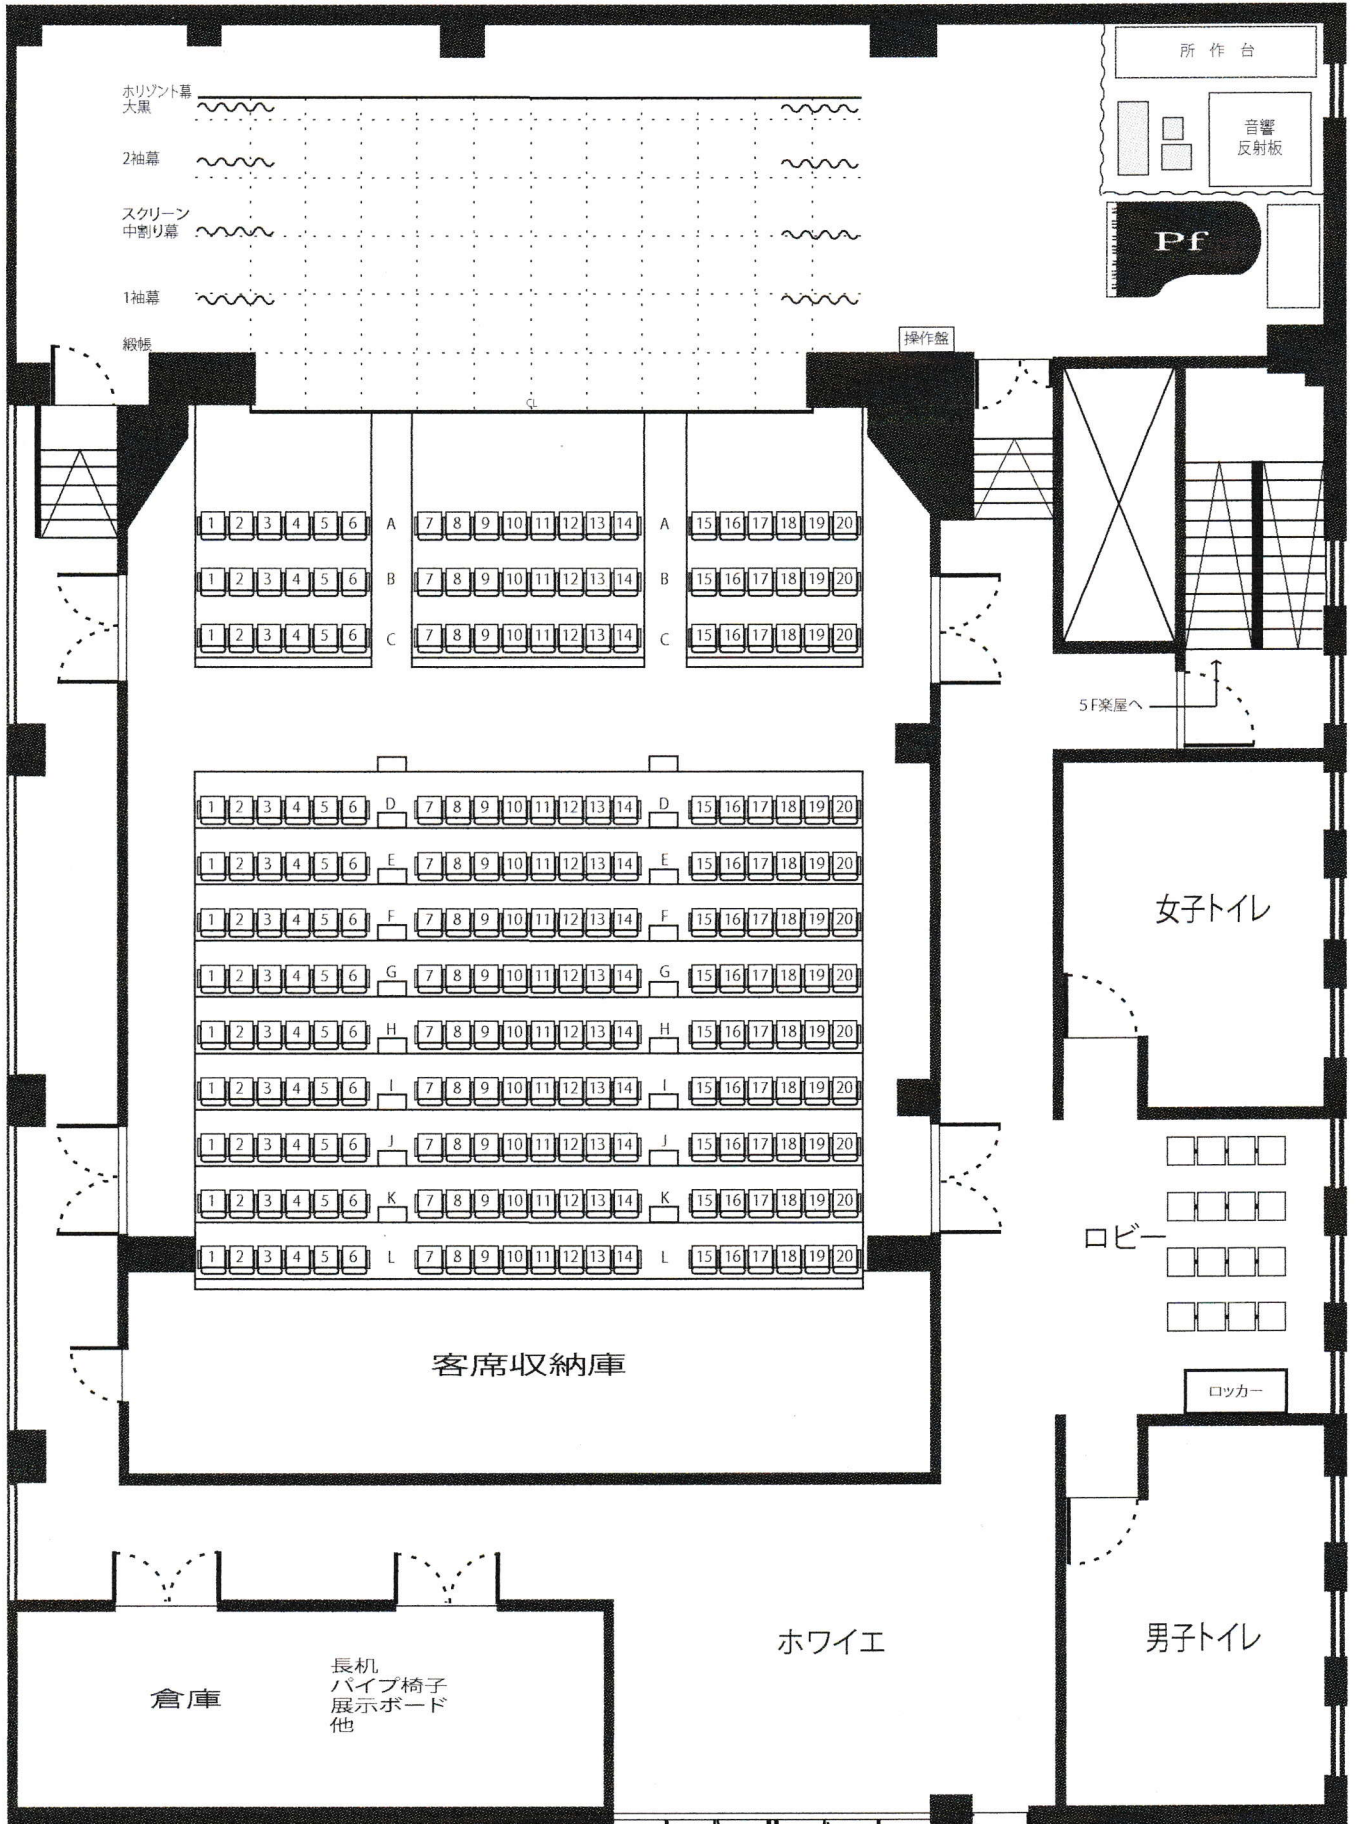 所作台
ホリゾント幕
大黒
音響
反射板
2袖幕
スクリーン
中割り幕
Pf
1袖幕
緞帳
操作盤
CL
1 2 3 4 5 6 A 7 8 9 10 11 12 13 14 A 15 16 17 18 19 20
1 2 3 4 5 6 B 7 8 9 10 11 12 13 14 B 15 16 17 18 19 20
1 2 3 4 5 6 C 7 8 9 10 11 12 13 14 C 15 16 17 18 19 20
5F楽屋へ
1 2 3 4 5 6 D 7 8 9 10 11 12 13 14 D 15 16 17 18 19 20
1 2 3 4 5 6 E 7 8 9 10 11 12 13 14 E 15 16 17 18 19 20
1 2 3 4 5 6 F 7 8 9 10 11 12 13 14 F 15 16 17 18 19 20
女子トイレ
1 2 3 4 5 6 G 7 8 9 10 11 12 13 14 G 15 16 17 18 19 20
1 2 3 4 5 6 H 7 8 9 10 11 12 13 14 H 15 16 17 18 19 20
1 2 3 4 5 6 I 7 8 9 10 11 12 13 14 I 15 16 17 18 19 20
1 2 3 4 5 6 J 7 8 9 10 11 12 13 14 J 15 16 17 18 19 20
1 2 3 4 5 6 K 7 8 9 10 11 12 13 14 K 15 16 17 18 19 20
ロビー
1 2 3 4 5 6 L 7 8 9 10 11 12 13 14 L 15 16 17 18 19 20
客席収納庫
ロッカー
ホワイエ
男子トイレ
倉庫
長机
パイプ椅子
展示ボード
他